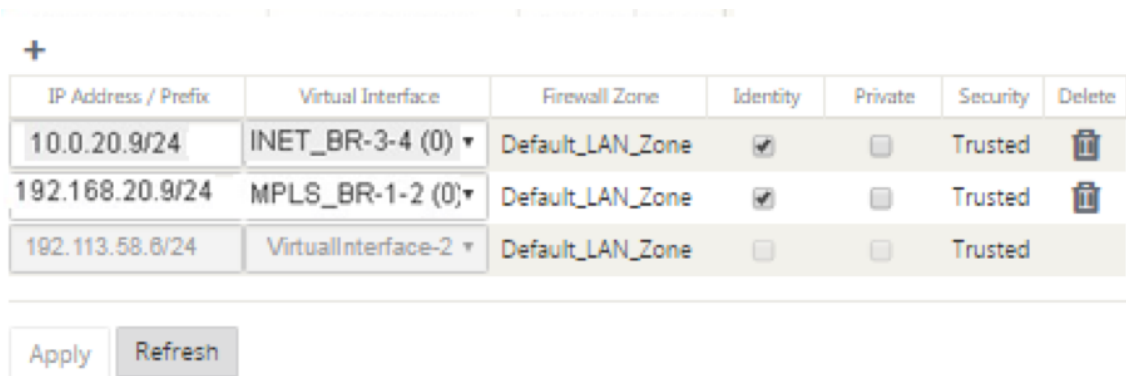 +
IP Address / Prefix Virtual Interface Firewall Zone Identity Private Security Delete
10.0.20.9/24 INET_BR-3-4 (0) Default_LAN_Zone Trusted
192.168.20.9/24 MPLS_BR-1-2 (0) Default_LAN_Zone Trusted
192.113.58.6/24 VirtualInterface-2 Default_LAN_Zone Trusted
Apply Refresh